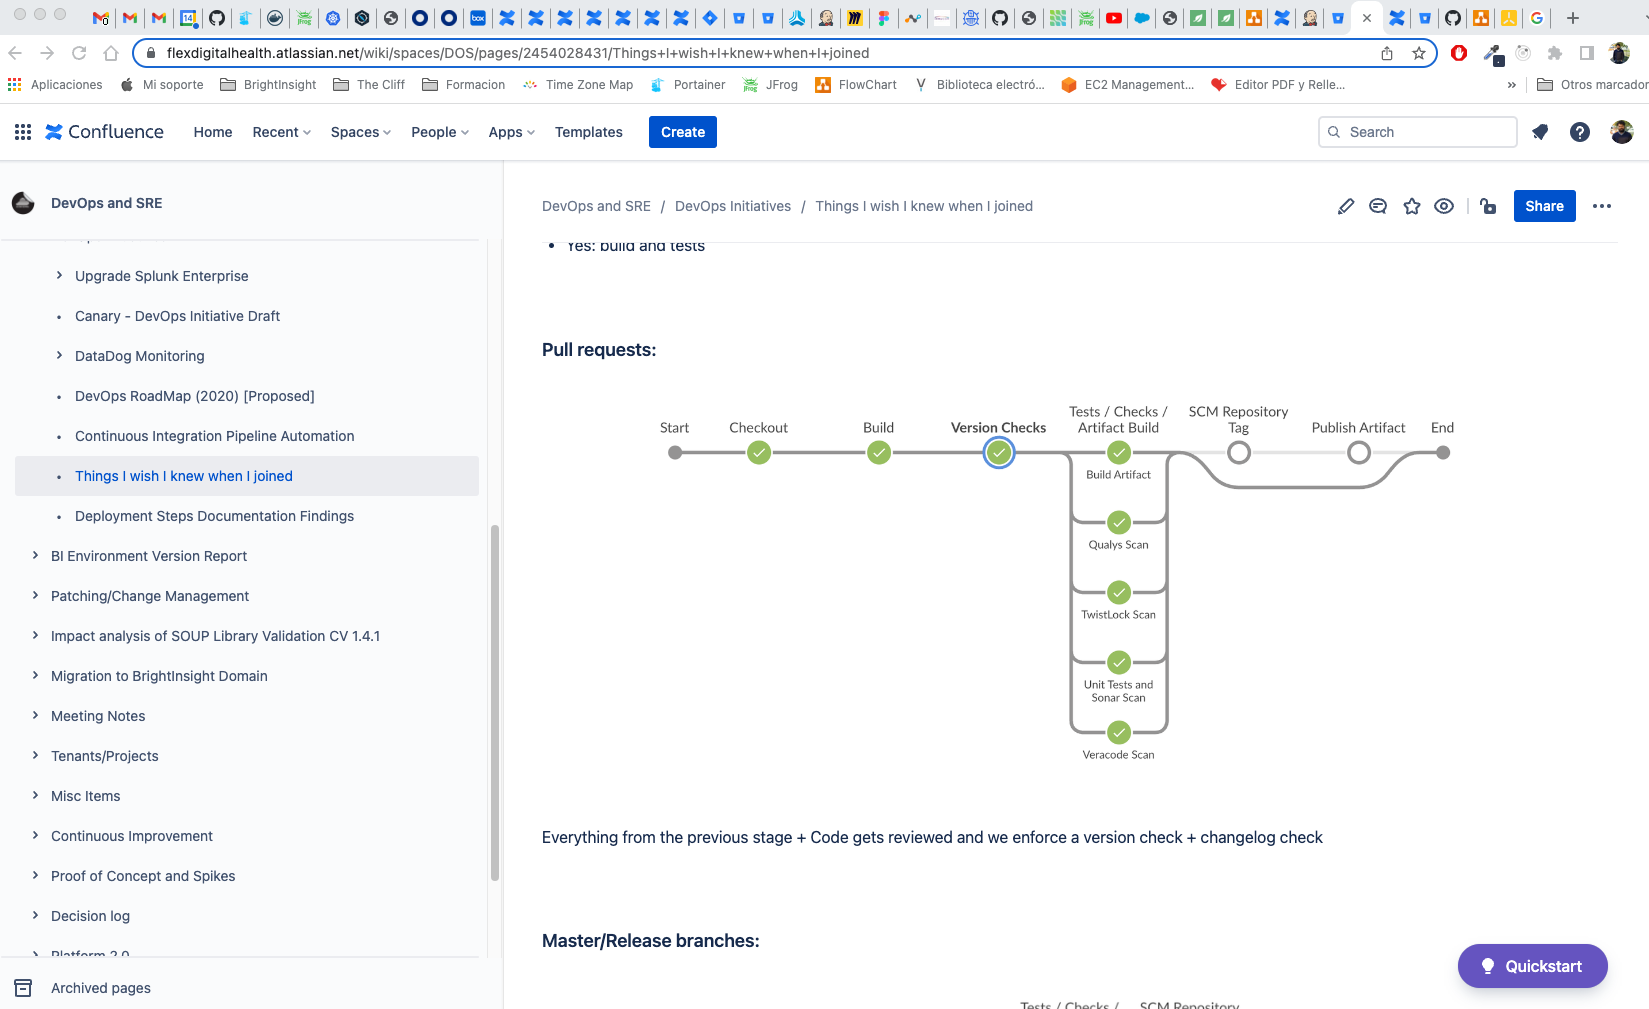 flexdigitalhealth.atlassian.net/wiki/spaces/DOS/pages/2454028431/Things+I+wish+I+knew+when+I+joined
Aplicaciones Mi soporte BrightInsight The Cliff Formacion Time Zone Map Portainer JFrog FlowChart Biblioteca electró... EC2 Management... Editor PDF y Relle... » Otros marcador
Confluence Home Recent Spaces People Apps Templates Create Search
DevOps and SRE
Upgrade Splunk Enterprise
• Canary - DevOps Initiative Draft
DataDog Monitoring
• DevOps RoadMap (2020) [Proposed]
• Continuous Integration Pipeline Automation
• Things I wish I knew when I joined
• Deployment Steps Documentation Findings
BI Environment Version Report
Patching/Change Management
Impact analysis of SOUP Library Validation CV 1.4.1
Migration to BrightInsight Domain
Meeting Notes
Tenants/Projects
Misc Items
Continuous Improvement
Proof of Concept and Spikes
Decision log
Platform 2.0
Archived pages
DevOps and SRE / DevOps Initiatives / Things I wish I knew when I joined
Share
• Yes: build and tests
Pull requests:
Start
Checkout
Build
Version Checks
Tests / Checks /
Artifact Build
SCM Repository
Tag
Publish Artifact
End
Build Artifact
Qualys Scan
TwistLock Scan
Unit Tests and
Sonar Scan
Veracode Scan
Everything from the previous stage + Code gets reviewed and we enforce a version check + changelog check
Master/Release branches:
Quickstart
Tests / Checks / SCM Repository